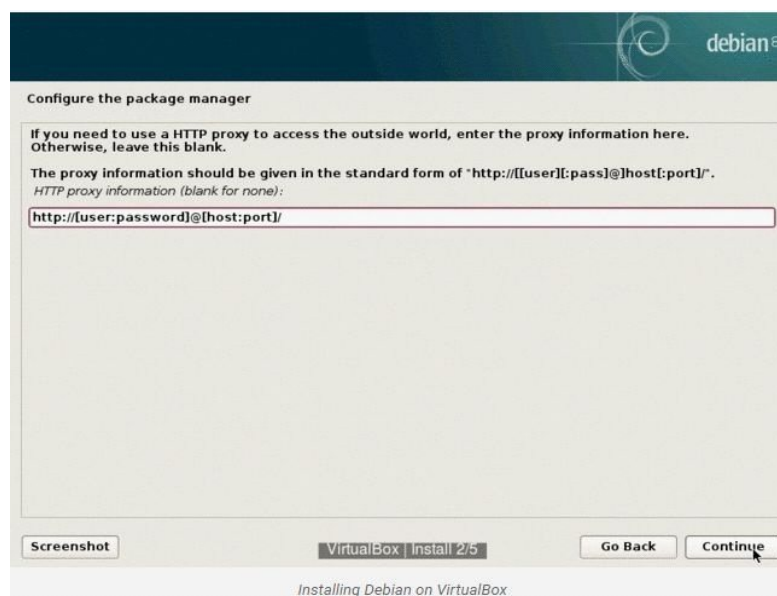 debian 8
Configure the package manager
If you need to use a HTTP proxy to access the outside world, enter the proxy information here.
Otherwise, leave this blank.
The proxy information should be given in the standard form of "http://[[user][:pass]@]host[:port]/".
HTTP proxy information (blank for none):
http://[user:password]@[host:port]/
Screenshot
VirtualBox | Install 2/5
Go Back
Continue
Installing Debian on VirtualBox